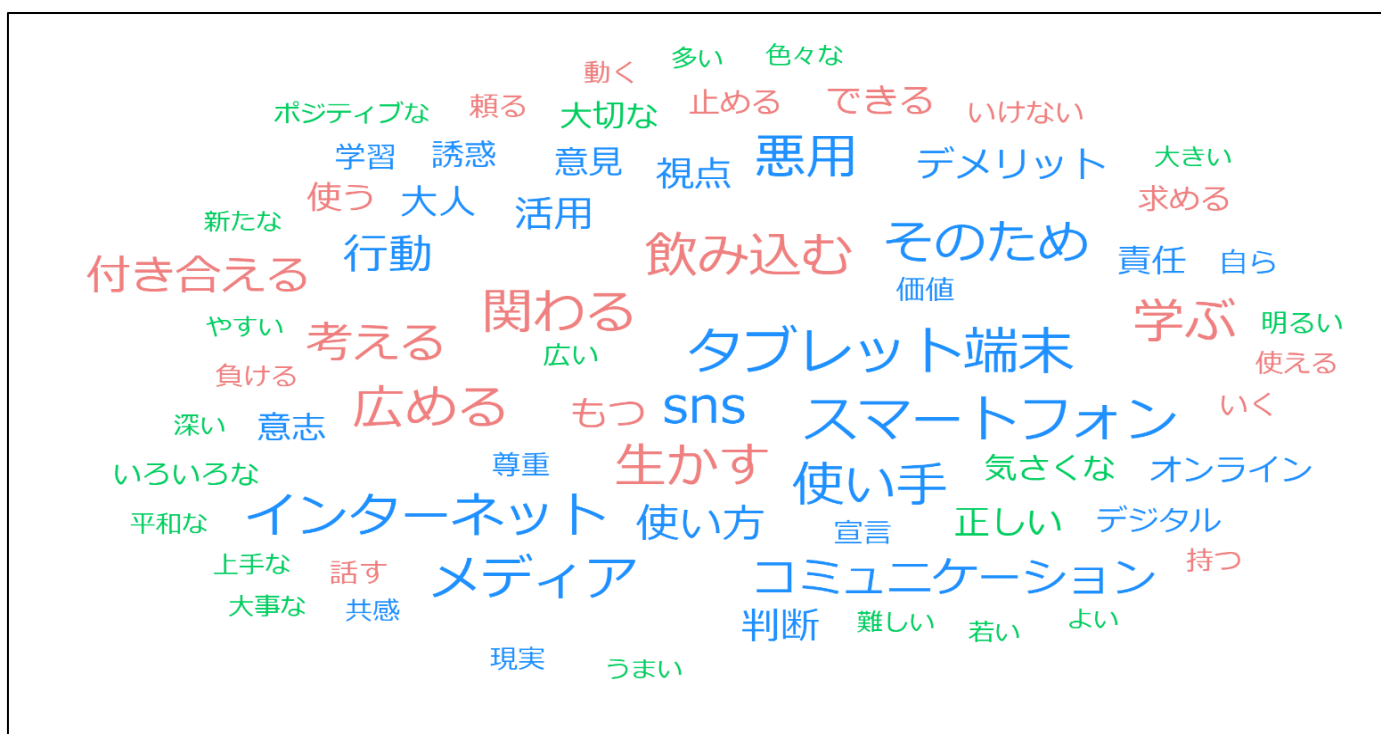 動く 多い 色々な
ポジティブな 頼る 大切な 止める できる いけない
学習 誘惑 意見 視点 悪用 デメリット 大きい
使う 大人 活用 求める
新たな 行動 飲み込む そのため 責任 自ら
付き合える 関わる 価値
やすい 考える 広い タブレット端末 学ぶ 明るい
負ける 広める もつ sns スマートフォン 使える いく
深い 意志 尊重 生かす 使い手 気さくな オンライン
いろいろな インターネット 使い方 宣言 正しい デジタル
平和な
上手な 話す メディア コミュニケーション 持つ
大事な 共感 判断 難しい 若い よい
現実 うまい